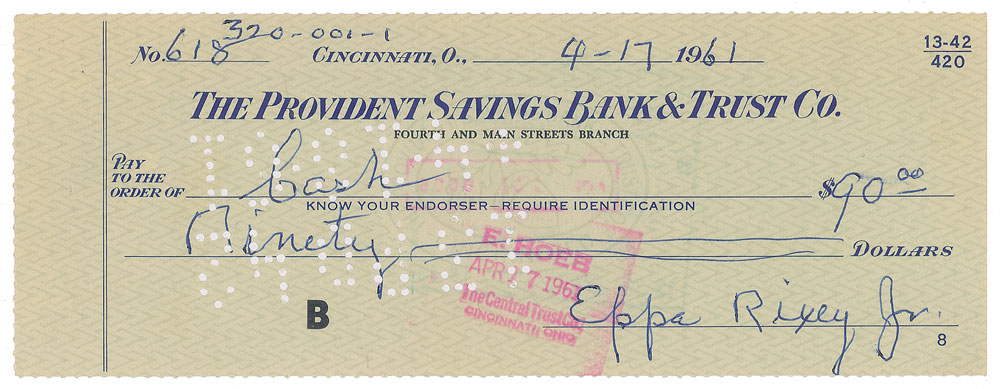 320-001-1
No. 618 CINCINNATI, O., 4-17 1961 13-42
420
THE PROVIDENT SAVINGS BANK & TRUST CO.
FOURTH AND MAIN STREETS BRANCH
PAY TO THE ORDER OF Cash $90 00
KNOW YOUR ENDORSER—REQUIRE IDENTIFICATION
Ninety DOLLARS
E. HOEB
APR 17 1961
The Central Trust Co.
CINCINNATI, OHIO
B
Eppa Rixey Jr.
8